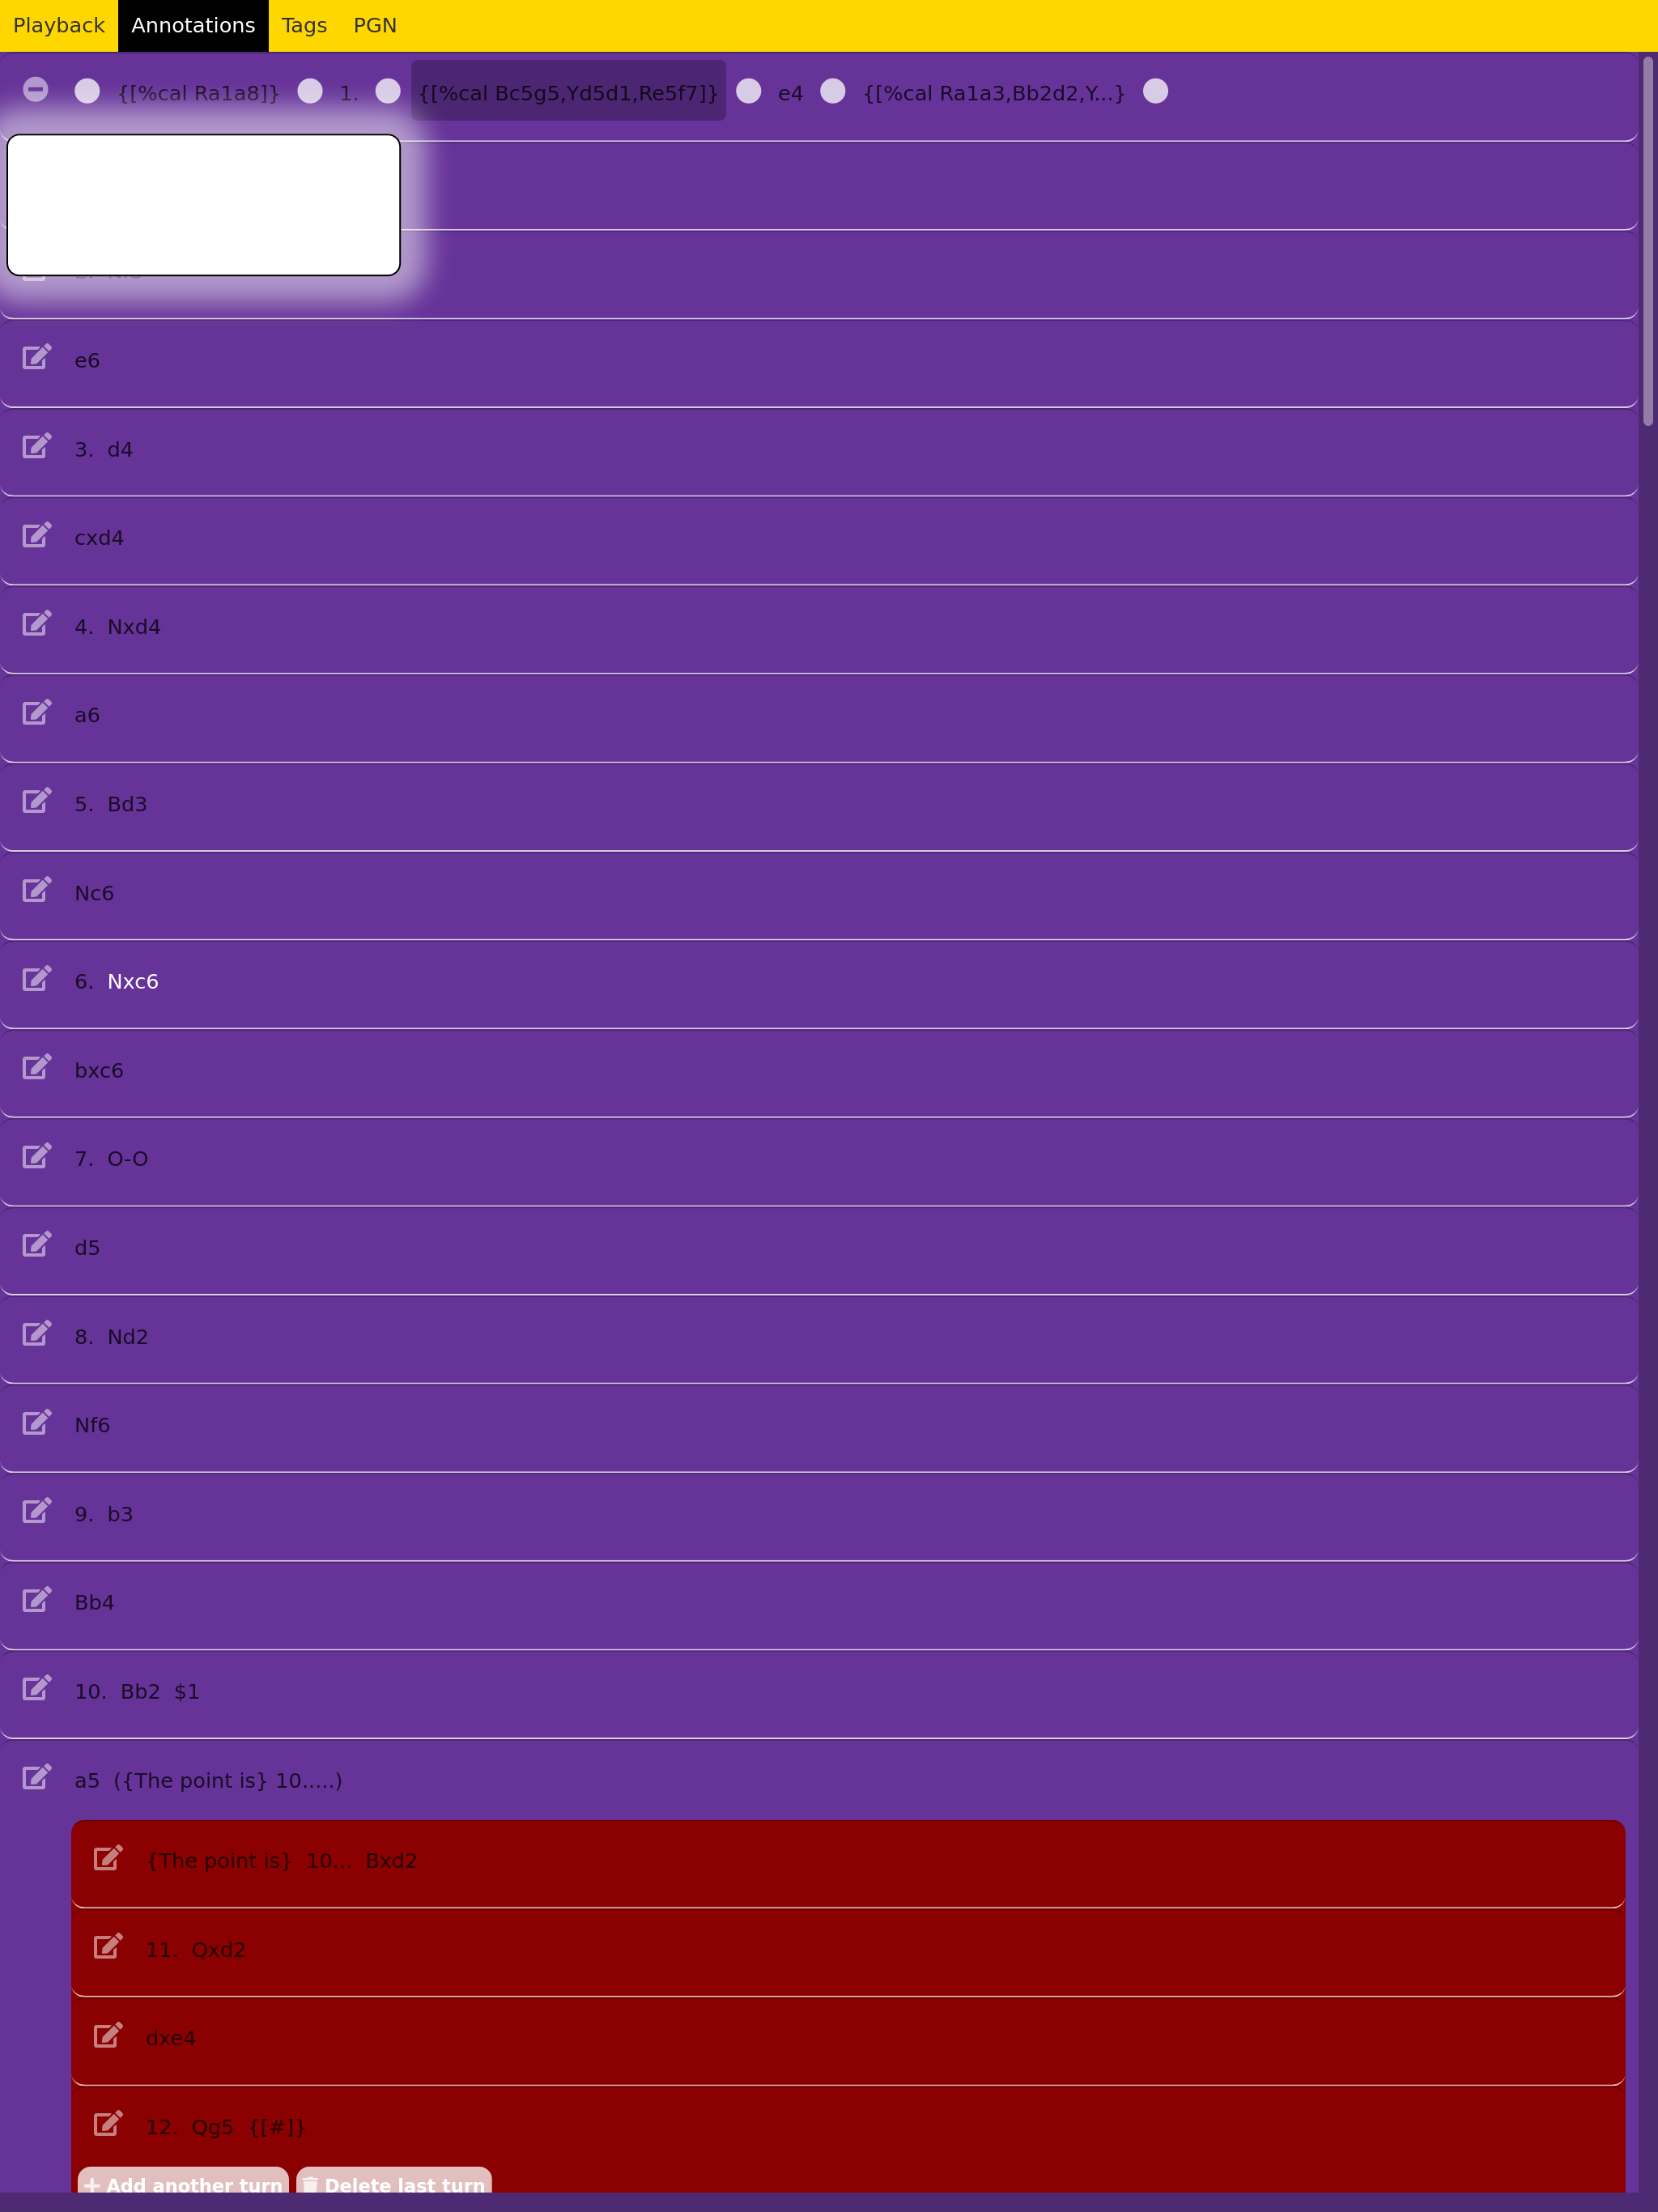 Playback Annotations Tags PGN
{[%cal Ra1a8]} 1. {[%cal Bc5g5,Yd5d1,Re5f7]} e4 {[%cal Ra1a3,Bb2d2,Y...}
e6
3. d4
cxd4
4. Nxd4
a6
5. Bd3
Nc6
6. Nxc6
bxc6
7. O-O
d5
8. Nd2
Nf6
9. b3
Bb4
10. Bb2 $1
a5 ({The point is} 10.....)
{The point is} 10... Bxd2
11. Qxd2
dxe4
12. Qg5 {[#]}
Add another turn Delete last turn